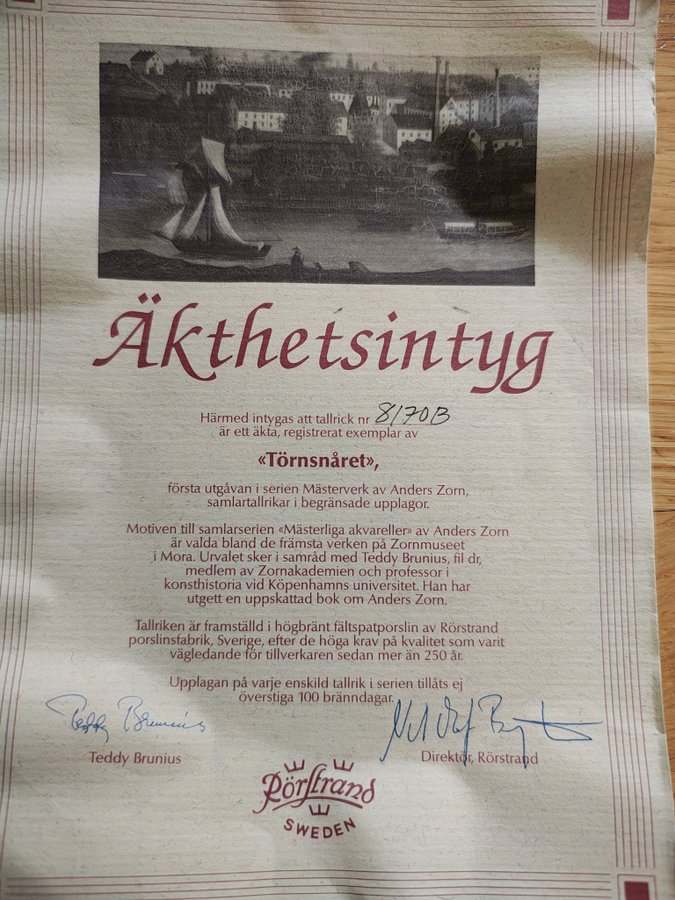 Äkthetsintyg
Härmed intygas att tallrick nr 8170B
är ett äkta, registrerat exemplar av
«Törnsnåret»,
första utgåvan i serien Mästerverk av Anders Zorn,
samlartallrikar i begränsade upplagor.
Motiven till samlarserien «Mästerliga akvareller» av Anders Zorn
är valda bland de främsta verken på Zornmuseet
i Mora. Urvalet sker i samråd med Teddy Brunius, fil dr,
medlem av Zornakademien och professor i
konsthistoria vid Köpenhamns universitet. Han har
utgett en uppskattad bok om Anders Zorn.
Tallriken är framställd i högbränt fältspatporslin av Rörstrand
porslinsfabrik, Sverige, efter de höga krav på kvalitet som varit
vägledande för tillverkaren sedan mer än 250 år.
Upplagan på varje enskild tallrik i serien tillåts ej
överstiga 100 bränndagar.
Teddy Brunius
Teddy Brunius
Direktör, Rörstrand
Rörstrand
SWEDEN